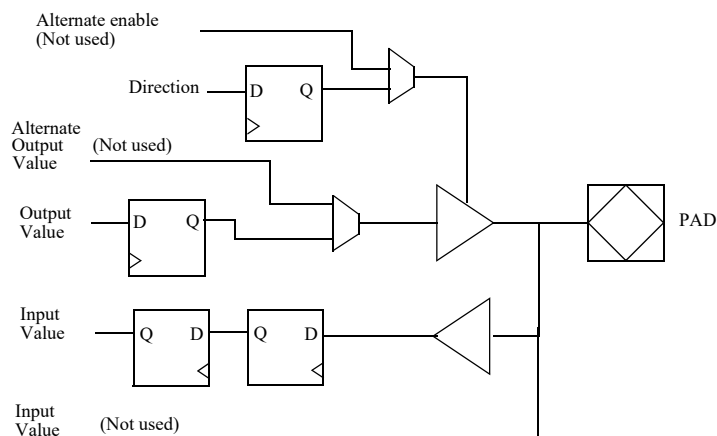 Alternate enable
(Not used)
Direction
D Q
Alternate
Output
Value
(Not used)
Output
Value
D Q
PAD
Input
Value
Q D
Q D
Input
Value
(Not used)